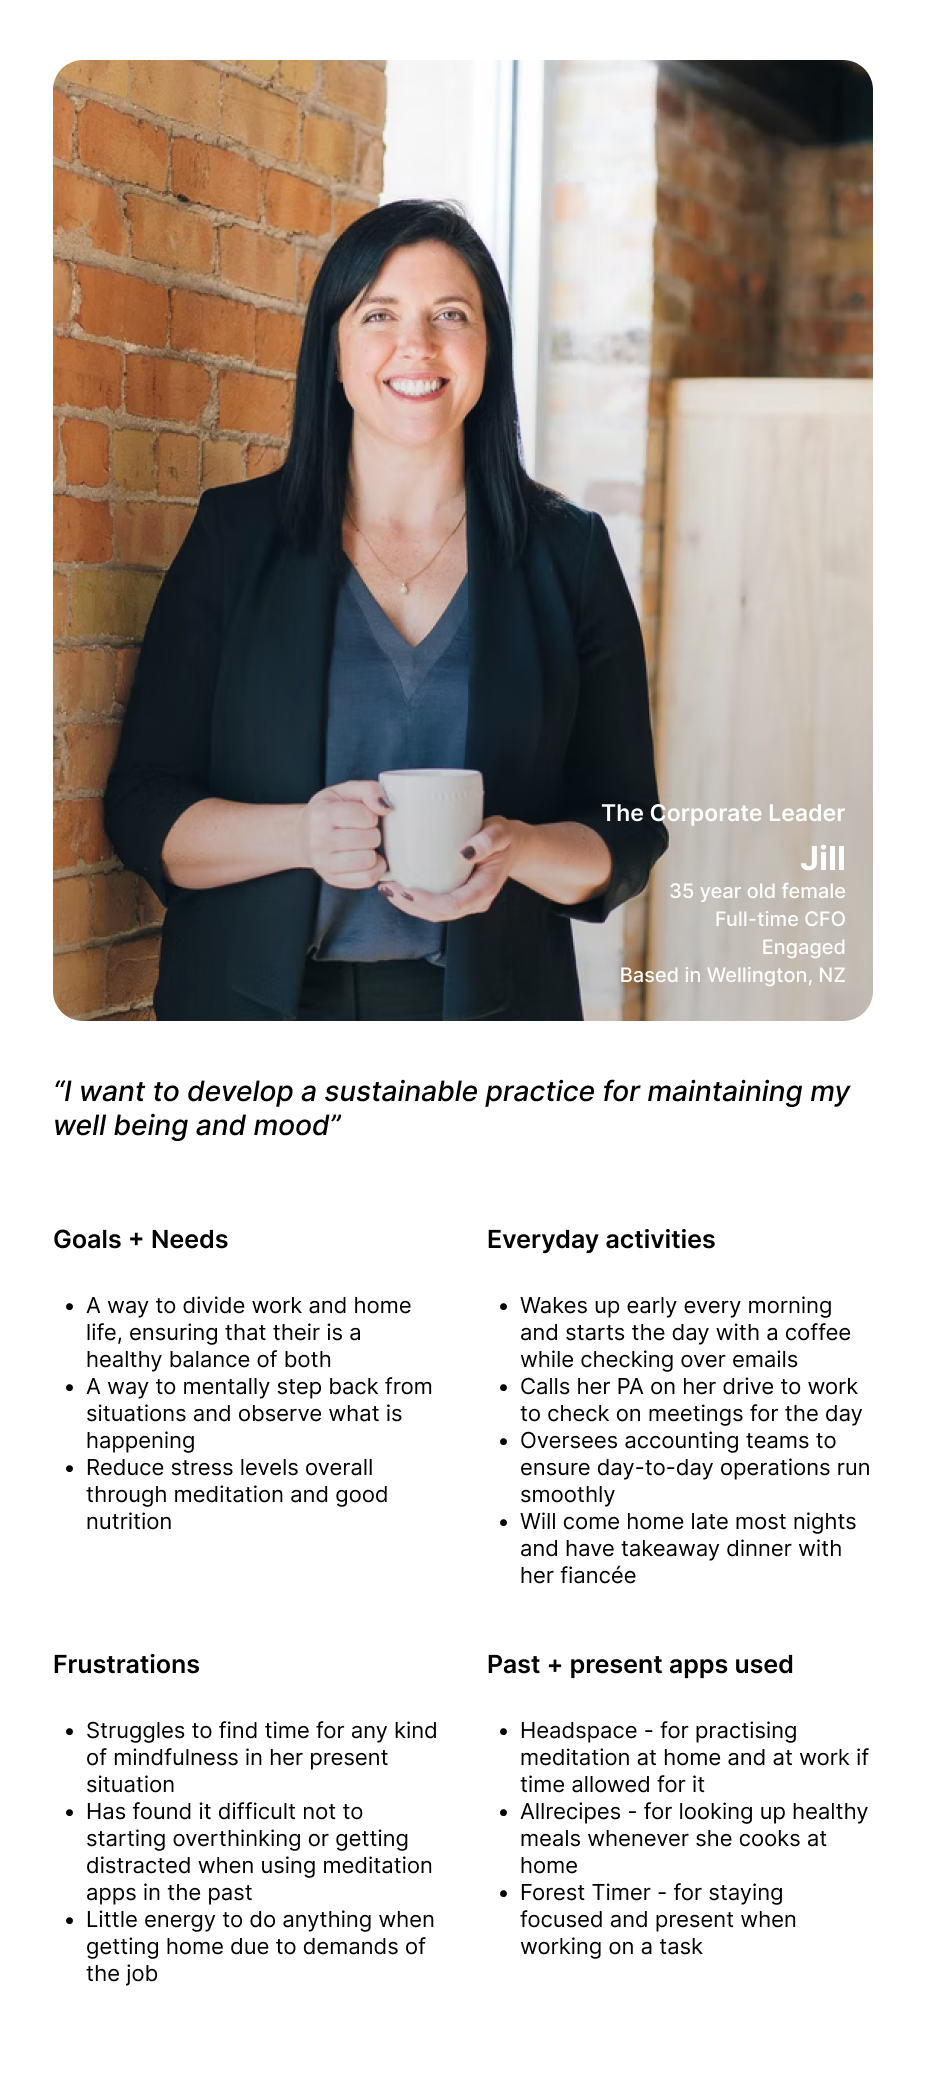 The Corporate Leader
Jill
35 year old female
Full-time CFO
Engaged
Based in Wellington, NZ
“I want to develop a sustainable practice for maintaining my
well being and mood”
Goals + Needs
• A way to divide work and home
life, ensuring that their is a
healthy balance of both
• A way to mentally step back from
situations and observe what is
happening
• Reduce stress levels overall
through meditation and good
nutrition
Everyday activities
• Wakes up early every morning
and starts the day with a coffee
while checking over emails
• Calls her PA on her drive to work
to check on meetings for the day
• Oversees accounting teams to
ensure day-to-day operations run
smoothly
• Will come home late most nights
and have takeaway dinner with
her fiancée
Frustrations
• Struggles to find time for any kind
of mindfulness in her present
situation
• Has found it difficult not to
starting overthinking or getting
distracted when using meditation
apps in the past
• Little energy to do anything when
getting home due to demands of
the job
Past + present apps used
• Headspace - for practising
meditation at home and at work if
time allowed for it
• Allrecipes - for looking up healthy
meals whenever she cooks at
home
• Forest Timer - for staying
focused and present when
working on a task